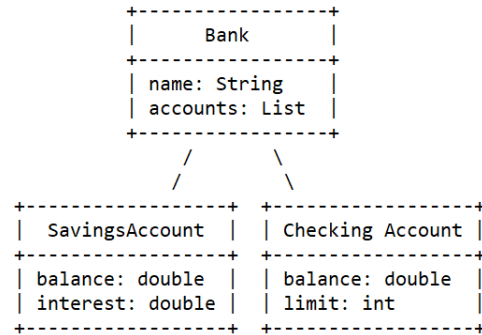 Bank
name: String
accounts: List
SavingsAccount
balance: double
interest: double
Checking Account
balance: double
limit: int